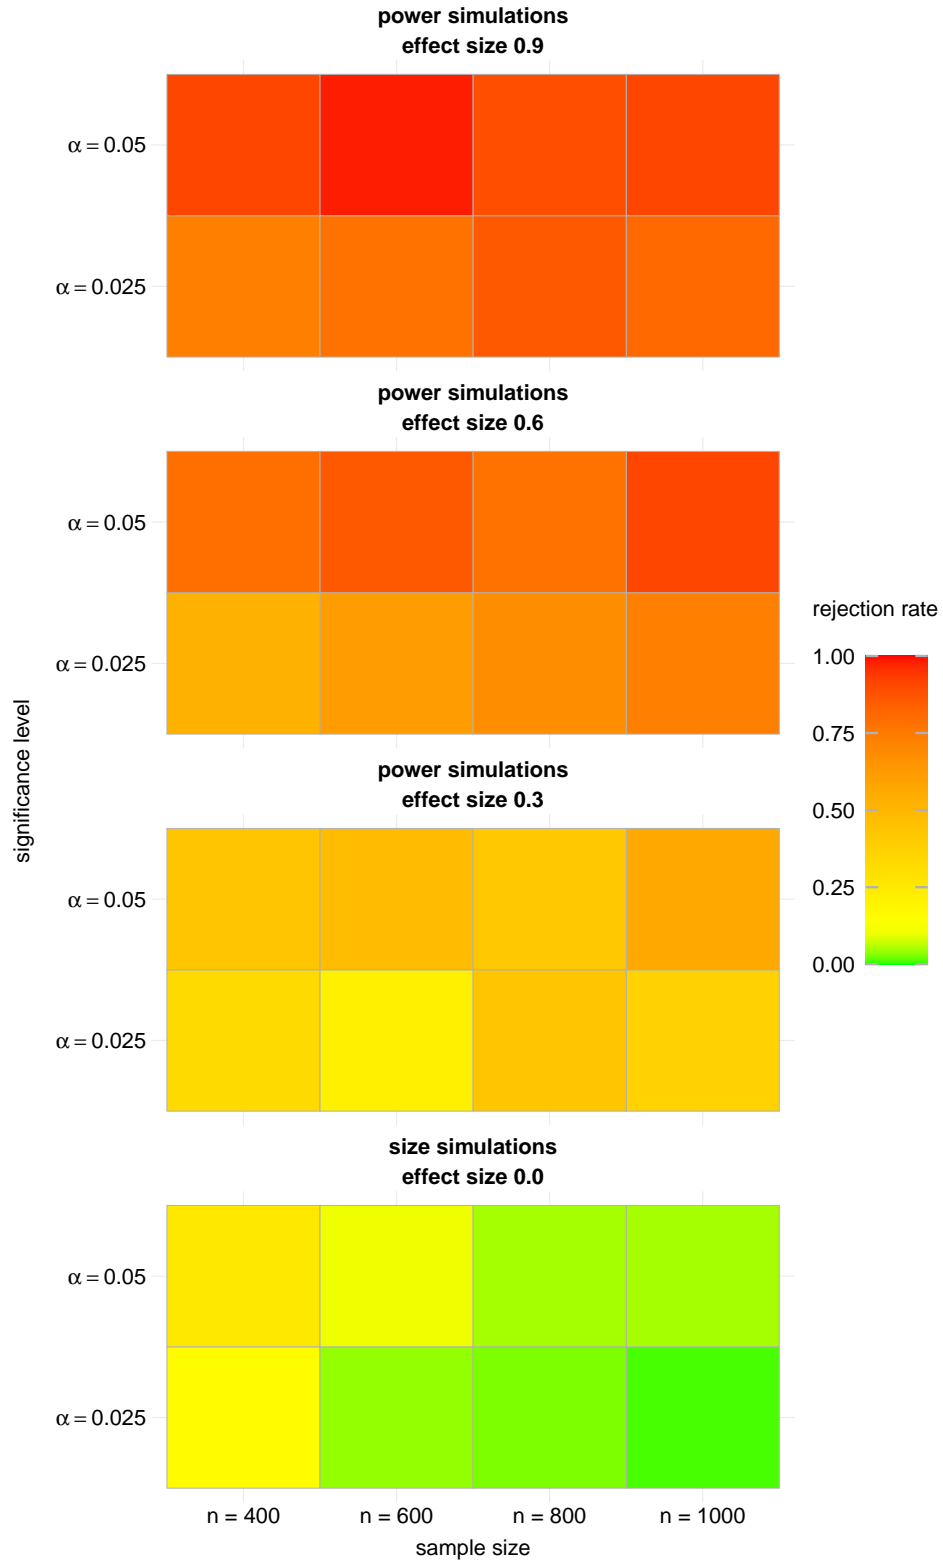 power simulations
effect size 0.9
α = 0.05
α = 0.025
power simulations
effect size 0.6
α = 0.05
α = 0.025
power simulations
effect size 0.3
α = 0.05
α = 0.025
size simulations
effect size 0.0
α = 0.05
α = 0.025
n = 400 n = 600 n = 800 n = 1000
sample size
significance level
rejection rate
1.00
0.75
0.50
0.25
0.00